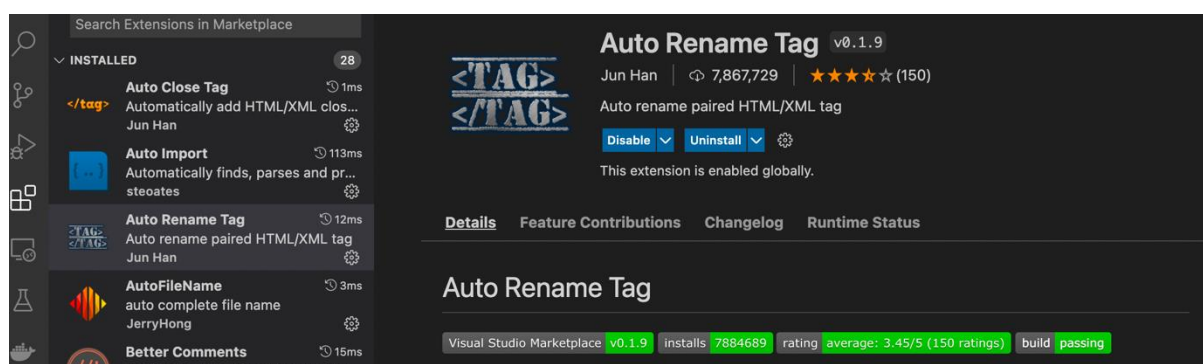 Search Extensions in Marketplace
INSTALLED 28
Auto Close Tag 1ms
</tag> Automatically add HTML/XML clos...
Jun Han
Auto Import 113ms
Automatically finds, parses and pr...
steoates
Auto Rename Tag 12ms
<TAG>
</TAG> Auto rename paired HTML/XML tag
Jun Han
AutoFileName 3ms
auto complete file name
JerryHong
Better Comments 15ms
<TAG>
</TAG>
Auto Rename Tag v0.1.9
Jun Han 7,867,729 (150)
Auto rename paired HTML/XML tag
Disable Uninstall
This extension is enabled globally.
Details Feature Contributions Changelog Runtime Status
Auto Rename Tag
Visual Studio Marketplace v0.1.9 installs 7884689 rating average: 3.45/5 (150 ratings) build passing